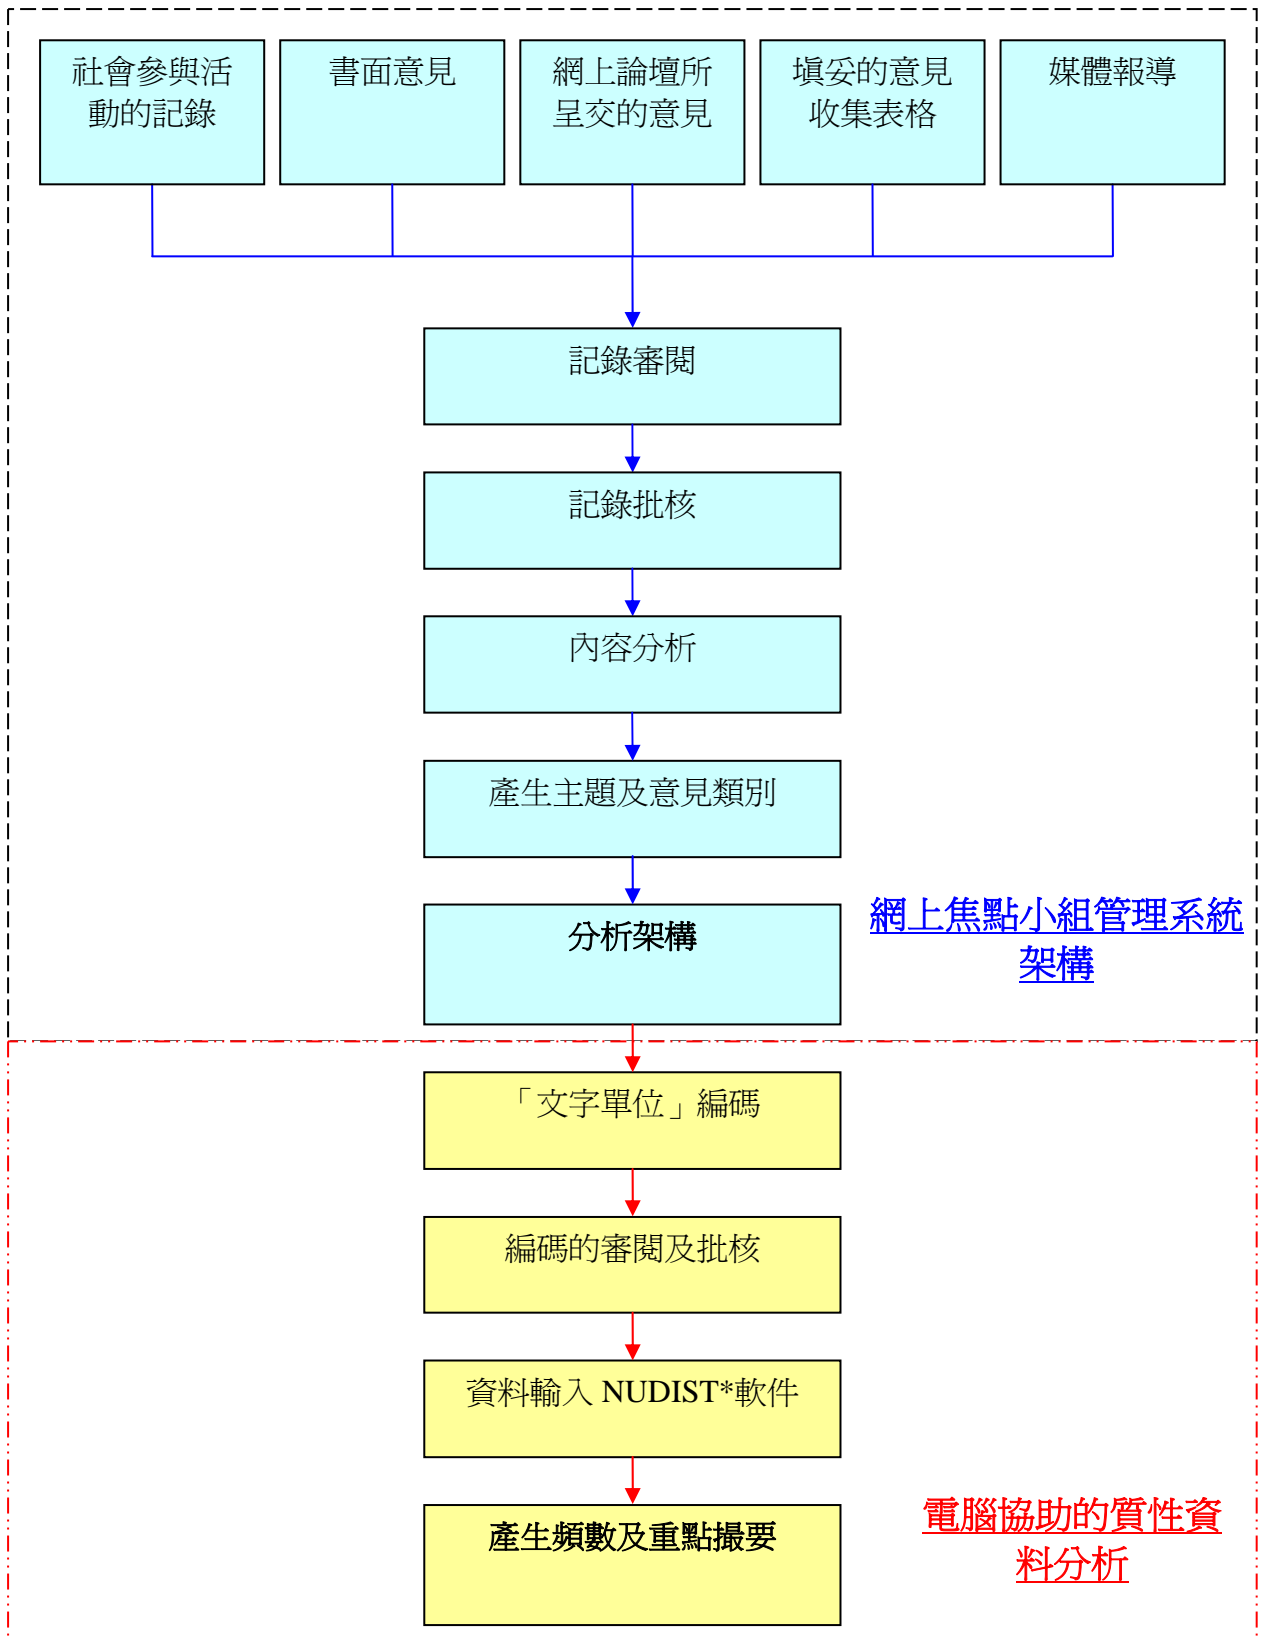 社會參與活
動的記錄
書面意見
網上論壇所
呈交的意見
填妥的意見
收集表格
媒體報導
記錄審閱
記錄批核
內容分析
產生主題及意見類別
分析架構
網上焦點小組管理系統
架構
「文字單位」編碼
編碼的審閱及批核
資料輸入 NUDIST*軟件
產生頻數及重點撮要
電腦協助的質性資
料分析